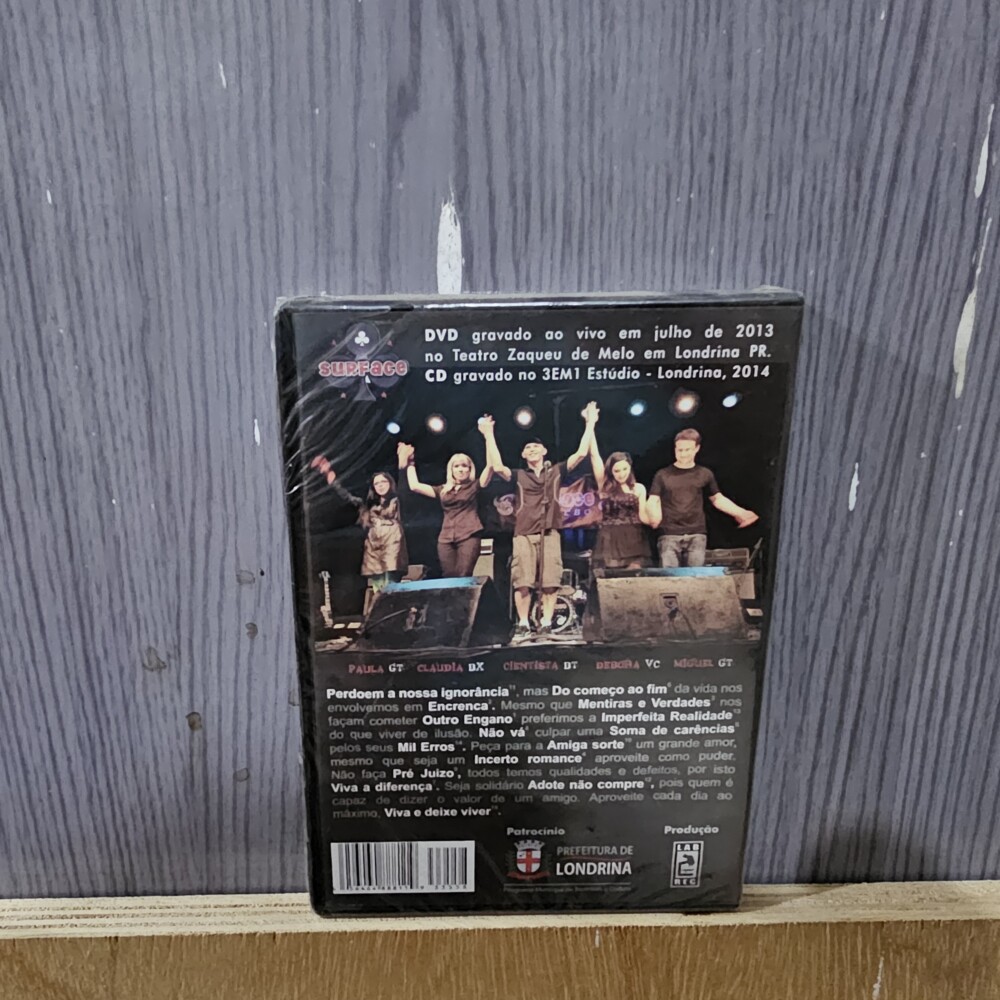 SURFACE
DVD gravado ao vivo em julho de 2013
no Teatro Zaqueu de Melo em Londrina PR.
CD gravado no 3EM1 Estúdio - Londrina, 2014
PAULA GT CLAUDIA BX CIENTISTA BT DEBORA VC MIGUEL GT
Perdoem a nossa ignorância, mas Do começo ao fim da vida nos
envolvemos em Encrenca. Mesmo que Mentiras e Verdades nos
façam cometer Outro Engano preferimos a Imperfeita Realidade
do que viver de ilusão. Não vá culpar uma Soma de carências
pelos seus Mil Erros. Peça para a Amiga sorte um grande amor,
mesmo que seja um Incerto romance aproveite como puder.
Não faça Pré Juizo, todos temos qualidades e defeitos, por isto
Viva a diferença. Seja solidário Adote não compre, pois quem é
capaz de dizer o valor de um amigo. Aproveite cada dia ao
máximo, Viva e deixe viver.
Patrocínio
PREFEITURA DE
LONDRINA
Produção
LAB
REC